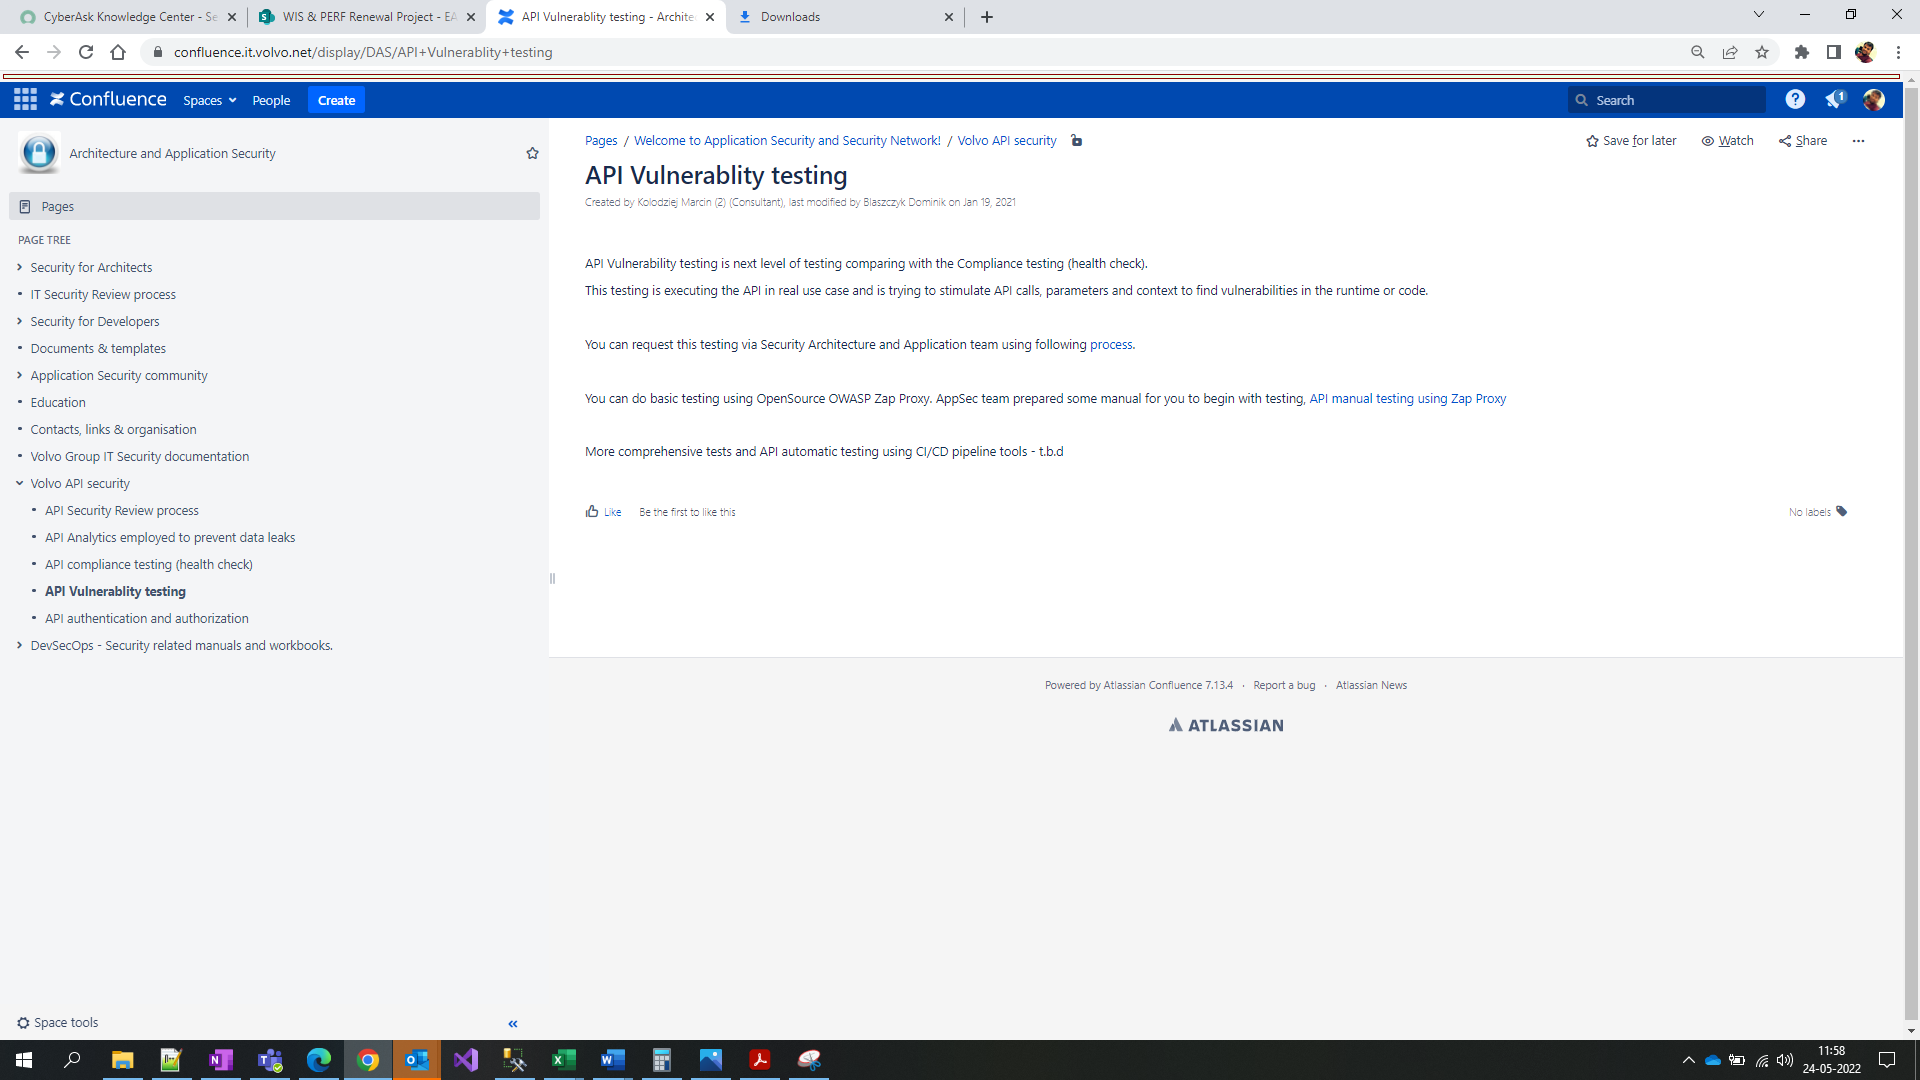 CyberAsk Knowledge Center - Se
WIS & PERF Renewal Project - EA
API Vulnerablity testing - Archite
Downloads
confluence.it.volvo.net/display/DAS/API+Vulnerablity+testing
Confluence
Spaces
People
Create
Search
1
Architecture and Application Security
Pages
PAGE TREE
Security for Architects
IT Security Review process
Security for Developers
Documents & templates
Application Security community
Education
Contacts, links & organisation
Volvo Group IT Security documentation
Volvo API security
API Security Review process
API Analytics employed to prevent data leaks
API compliance testing (health check)
API Vulnerablity testing
API authentication and authorization
DevSecOps - Security related manuals and workbooks.
Space tools
Pages / Welcome to Application Security and Security Network! / Volvo API security
Save for later
Watch
Share
API Vulnerablity testing
Created by Kolodziej Marcin (2) (Consultant), last modified by Blaszczyk Dominik on Jan 19, 2021
API Vulnerability testing is next level of testing comparing with the Compliance testing (health check).
This testing is executing the API in real use case and is trying to stimulate API calls, parameters and context to find vulnerabilities in the runtime or code.
You can request this testing via Security Architecture and Application team using following process.
You can do basic testing using OpenSource OWASP Zap Proxy. AppSec team prepared some manual for you to begin with testing, API manual testing using Zap Proxy
More comprehensive tests and API automatic testing using CI/CD pipeline tools - t.b.d
Like
Be the first to like this
No labels
Powered by Atlassian Confluence 7.13.4 · Report a bug · Atlassian News
ATLASSIAN
11:58
24-05-2022